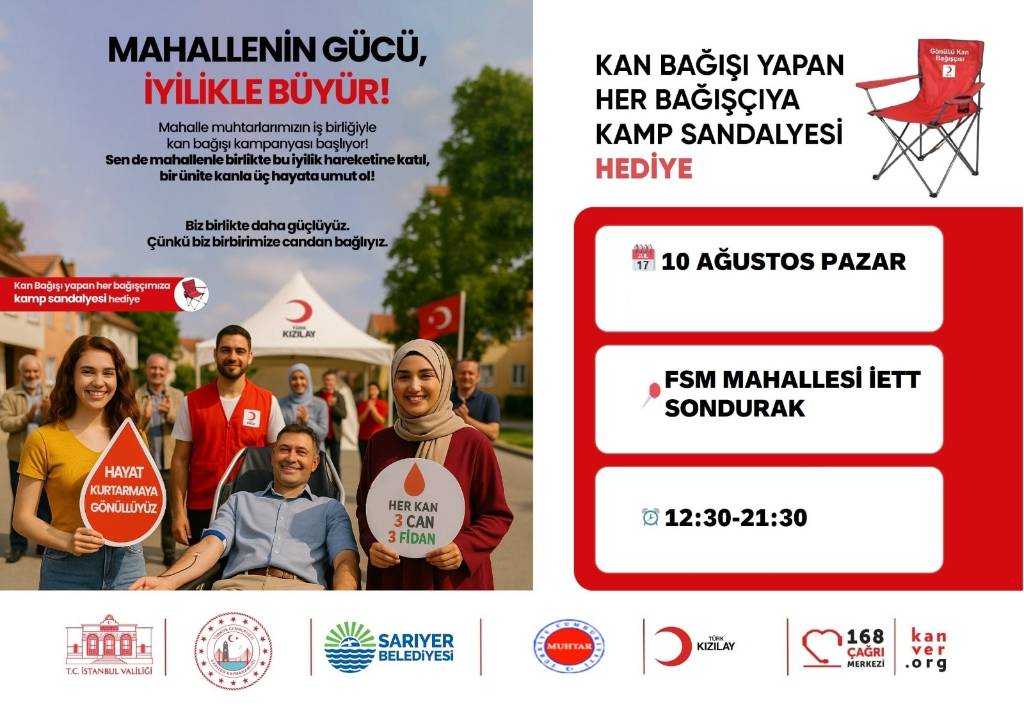 MAHALLENİN GÜCÜ,
İYİLİKLE BÜYÜR!
Mahalle muhtarlarımızın iş birliğiyle
kan bağışı kampanyası başlıyor!
Sen de mahallenle birlikte bu iyilik hareketine katıl,
bir ünite kanla üç hayata umut ol!
Biz birlikte daha güçlüyüz.
Çünkü biz birbirimize candan bağlıyız.
Kan Bağışı yapan her bağışçımıza
kamp sandalyesi hediye
TÜRK
KIZILAY
HAYAT
KURTARMAYA
GÖNÜLLÜYÜZ
HER KAN
3 CAN
3 FİDAN
KAN BAĞIŞI YAPAN
HER BAĞIŞÇIYA
KAMP SANDALYESİ
HEDİYE
Gönüllü Kan
Bağışçısı
17
10 AĞUSTOS PAZAR
FSM MAHALLESİ İETT
SONDURAK
12:30-21:30
T.C. İSTANBUL VALİLİĞİ
SARIYER
BELEDİYESİ
TÜRKİYE CUMHURİYETİ
MUHTAR
TÜRK
KIZILAY
168
ÇAĞRI
MERKEZİ
kan
ver
.org